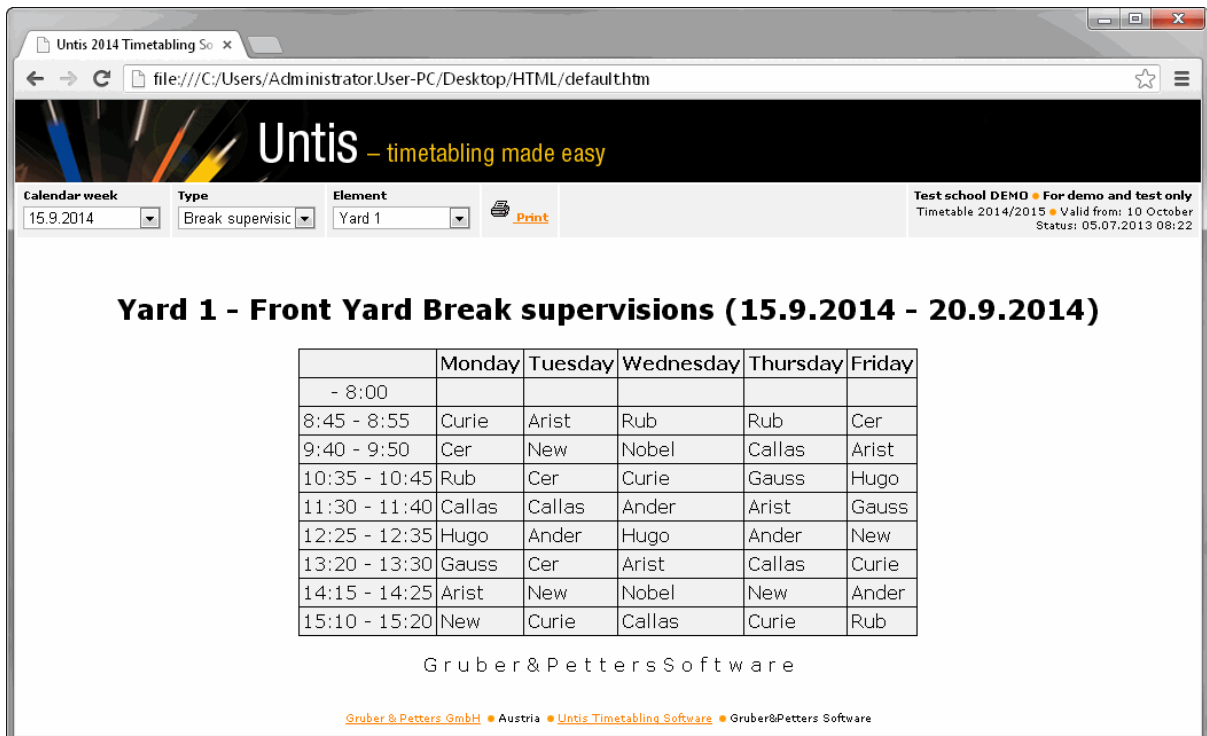 Untis 2014 Timetabling So
file:///C:/Users/Administrator.User-PC/Desktop/HTML/default.htm
Untis – timetabling made easy
Calendar week Type Element
15.9.2014 Break supervisic Yard 1 Print
Test school DEMO • For demo and test only
Timetable 2014/2015 • Valid from: 10 October
Status: 05.07.2013 08:22
Yard 1 - Front Yard Break supervisions (15.9.2014 - 20.9.2014)
Monday Tuesday Wednesday Thursday Friday
- 8:00
8:45 - 8:55 Curie Arist Rub Rub Cer
9:40 - 9:50 Cer New Nobel Callas Arist
10:35 - 10:45 Rub Cer Curie Gauss Hugo
11:30 - 11:40 Callas Callas Ander Arist Gauss
12:25 - 12:35 Hugo Ander Hugo Ander New
13:20 - 13:30 Gauss Cer Arist Callas Curie
14:15 - 14:25 Arist New Nobel New Ander
15:10 - 15:20 New Curie Callas Curie Rub
Gruber&PettersSoftware
Gruber & Petters GmbH • Austria • Untis Timetabling Software • Gruber&Petters Software